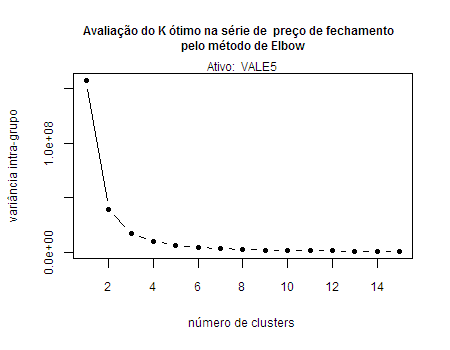 Avaliação do K ótimo na série de  preço de fechamento
pelo método de Elbow
Ativo:  VALE5
variância intra-grupo
1.0e+08
0.0e+00
2 4 6 8 10 12 14
número de clusters